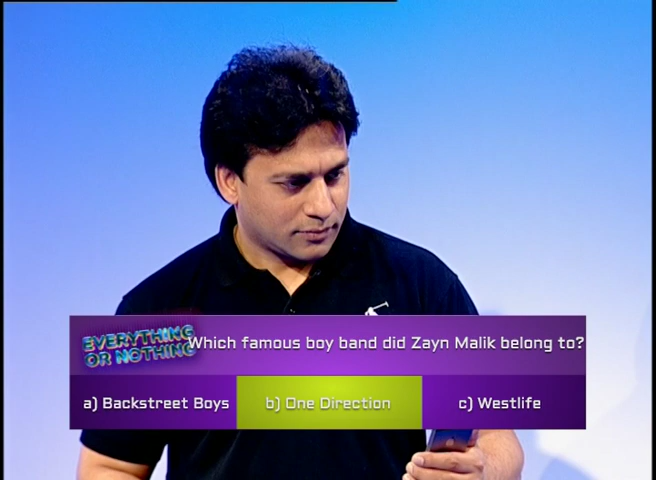 EVERYTHING
OR NOTHING
Which famous boy band did Zayn Malik belong to?
a) Backstreet Boys
b) One Direction
c) Westlife